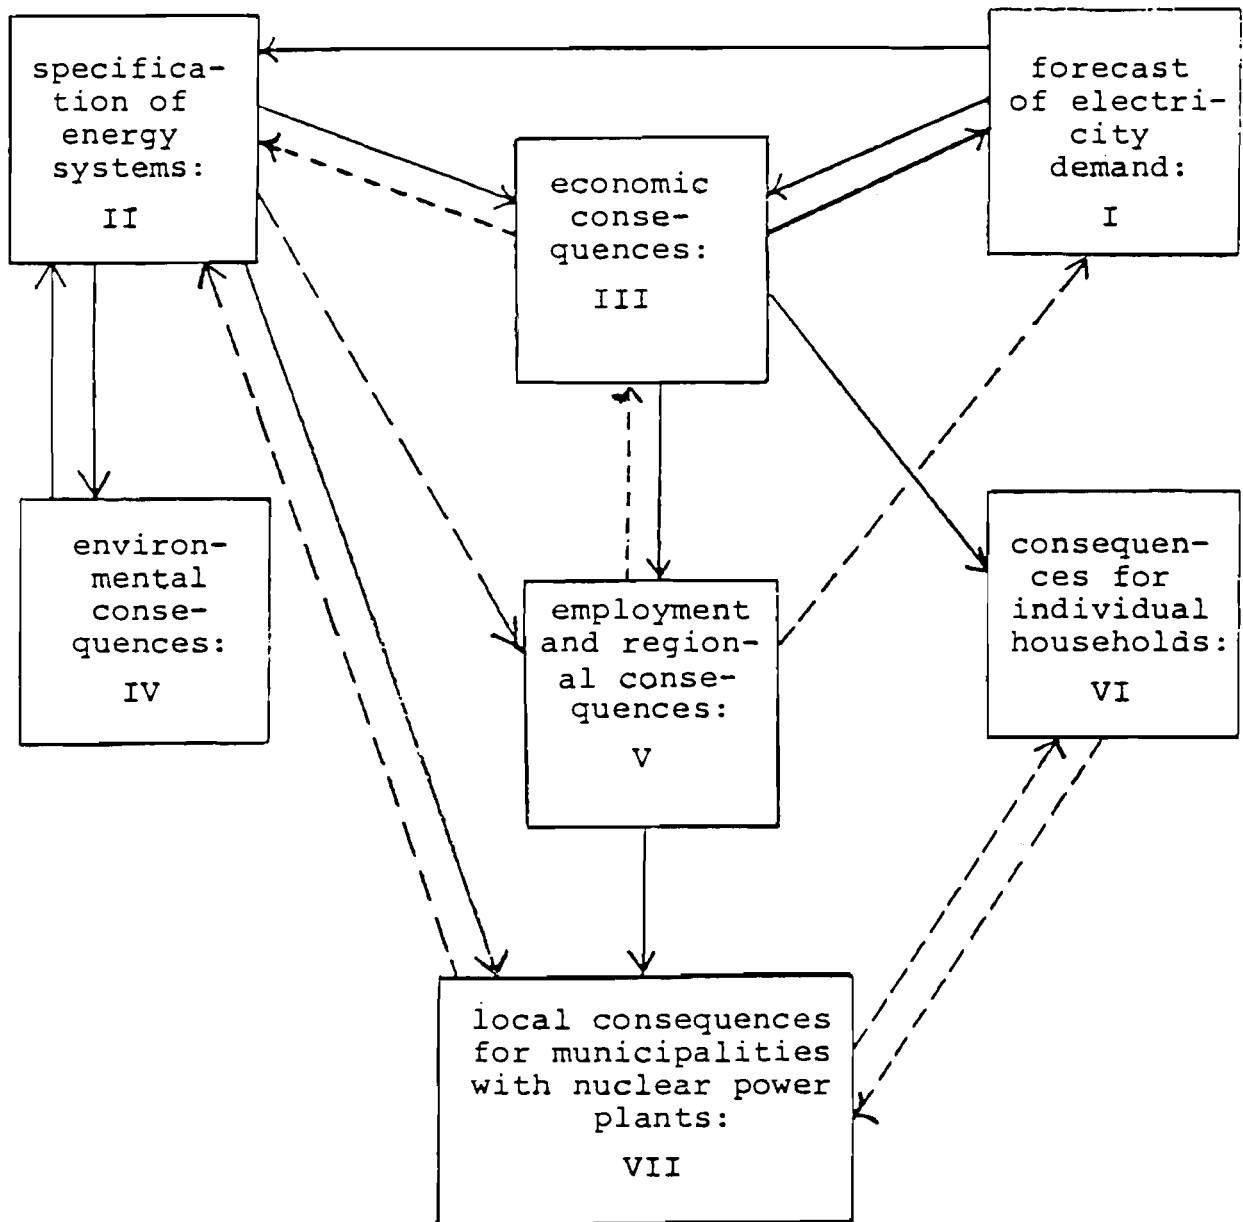 specifica-
tion of
energy
systems:
II
forecast
of electri-
city
demand:
I
economic
conse-
quences:
III
environ-
mental
conse-
quences:
IV
employment
and region-
al conse-
quences:
V
consequen-
ces for
individual
households:
VI
local consequences
for municipalities
with nuclear power
plants:
VII